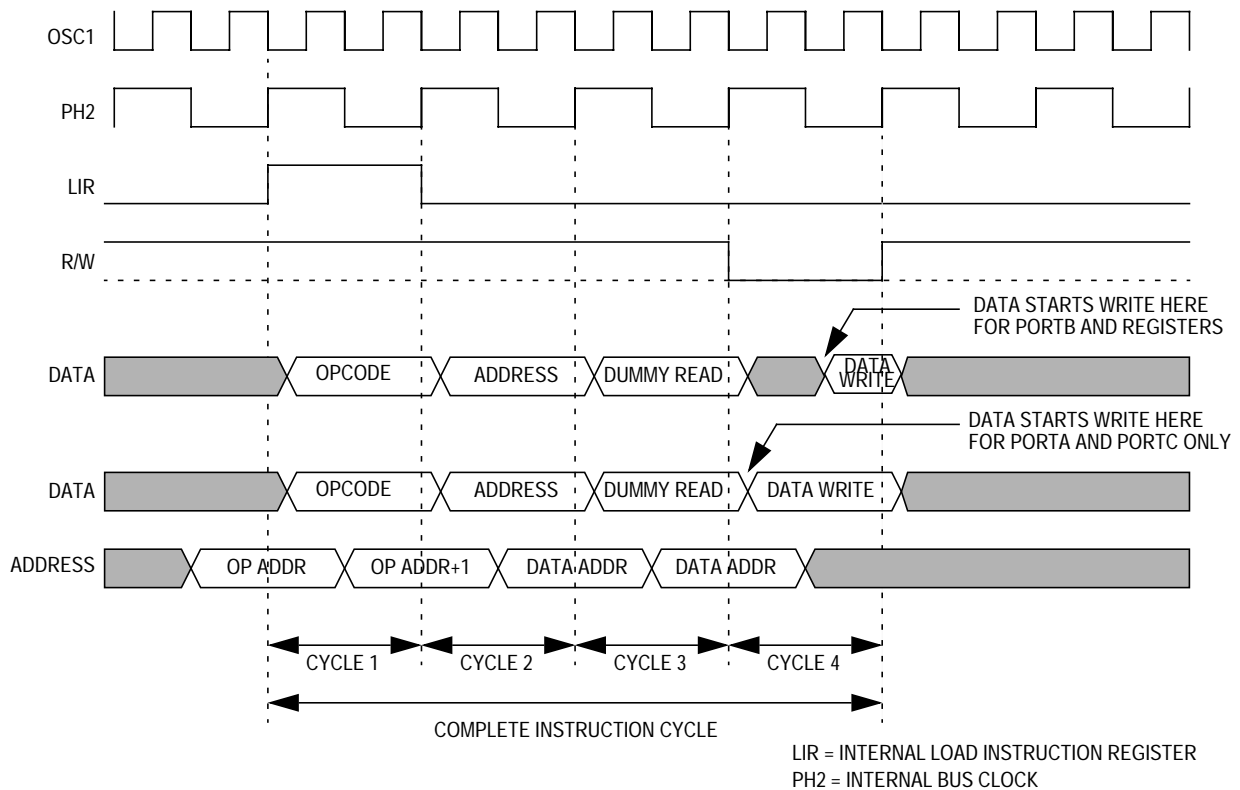 OSC1
PH2
LIR
R/W
DATA STARTS WRITE HERE
FOR PORTB AND REGISTERS
DATA
OPCODE
ADDRESS
DUMMY READ
DATA
WRITE
DATA STARTS WRITE HERE
FOR PORTA AND PORTC ONLY
DATA
OPCODE
ADDRESS
DUMMY READ
DATA WRITE
ADDRESS
OP ADDR
OP ADDR+1
DATA ADDR
DATA ADDR
CYCLE 1
CYCLE 2
CYCLE 3
CYCLE 4
COMPLETE INSTRUCTION CYCLE
LIR = INTERNAL LOAD INSTRUCTION REGISTER
PH2 = INTERNAL BUS CLOCK